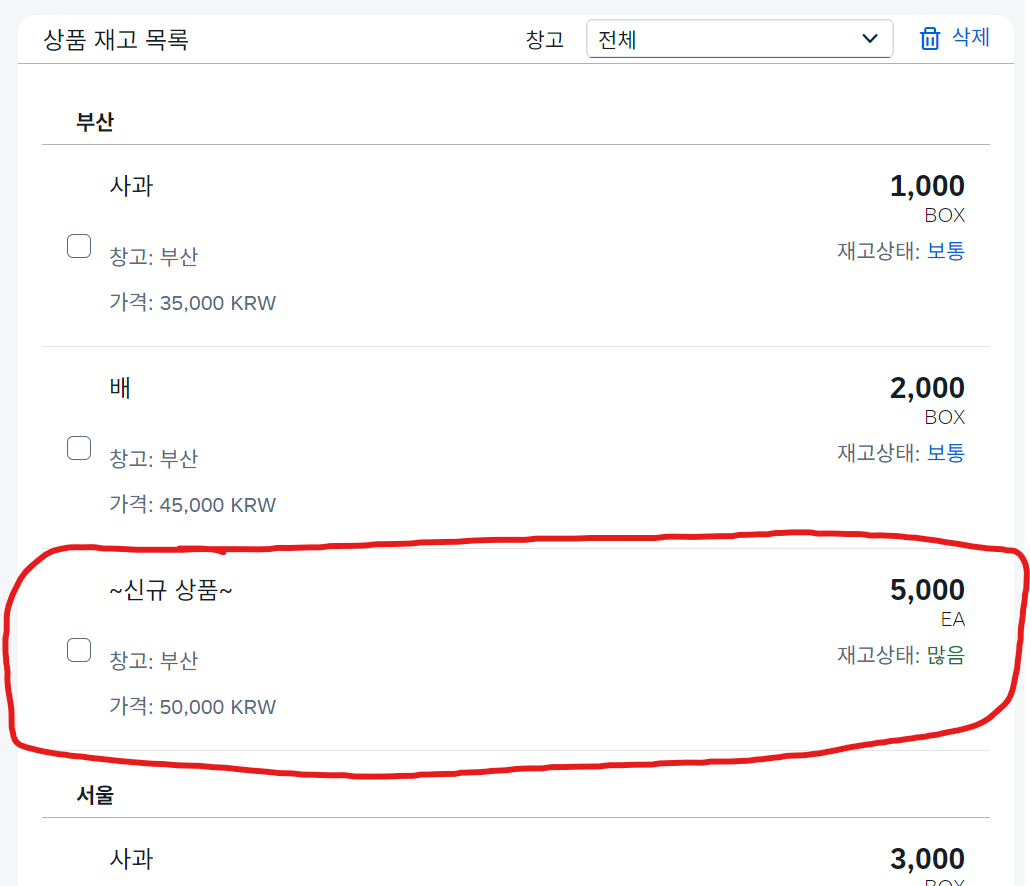 상품 재고 목록 창고 전체 삭제
부산
사과 1,000
BOX
창고: 부산 재고상태: 보통
가격: 35,000 KRW
배 2,000
BOX
창고: 부산 재고상태: 보통
가격: 45,000 KRW
~신규 상품~ 5,000
EA
창고: 부산 재고상태: 많음
가격: 50,000 KRW
서울
사과 3,000
BOX